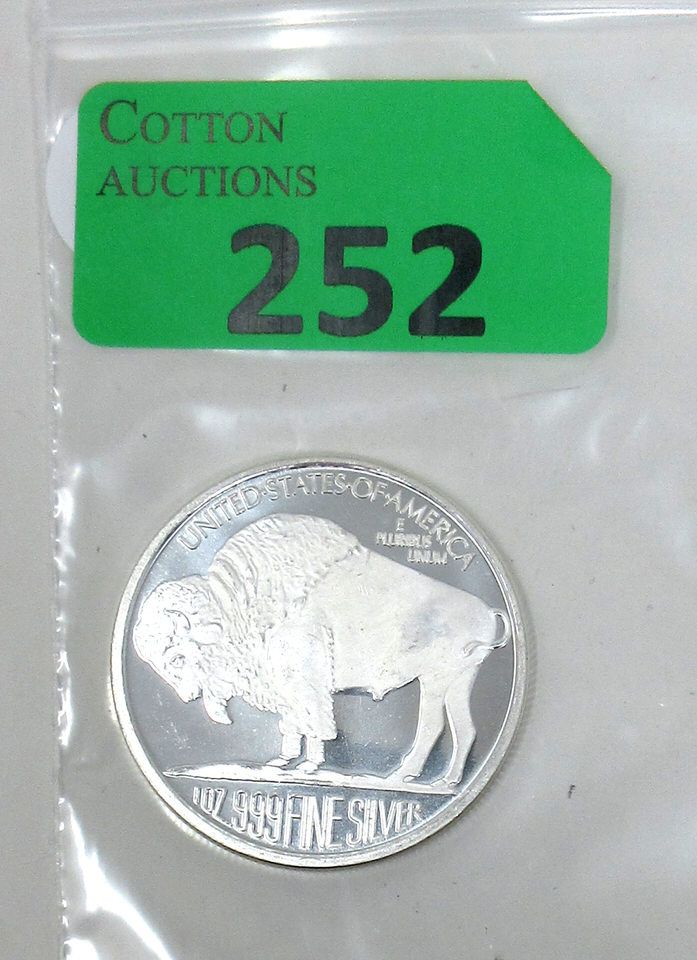 COTTON
AUCTIONS
252
UNITED·STATES·OF·AMERICA
E
PLURIBUS
UNUM
1 OZ. 999 FINE SILVER